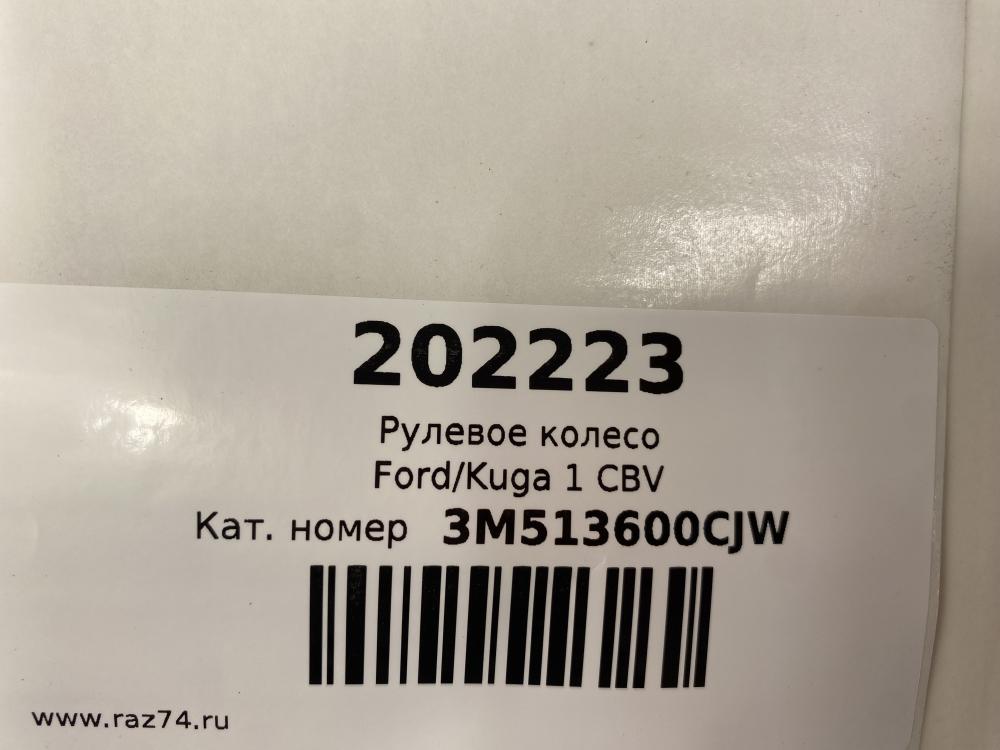 202223
Рулевое колесо
Ford/Kuga 1 CBV
Кат. номер 3M513600CJW
www.raz74.ru